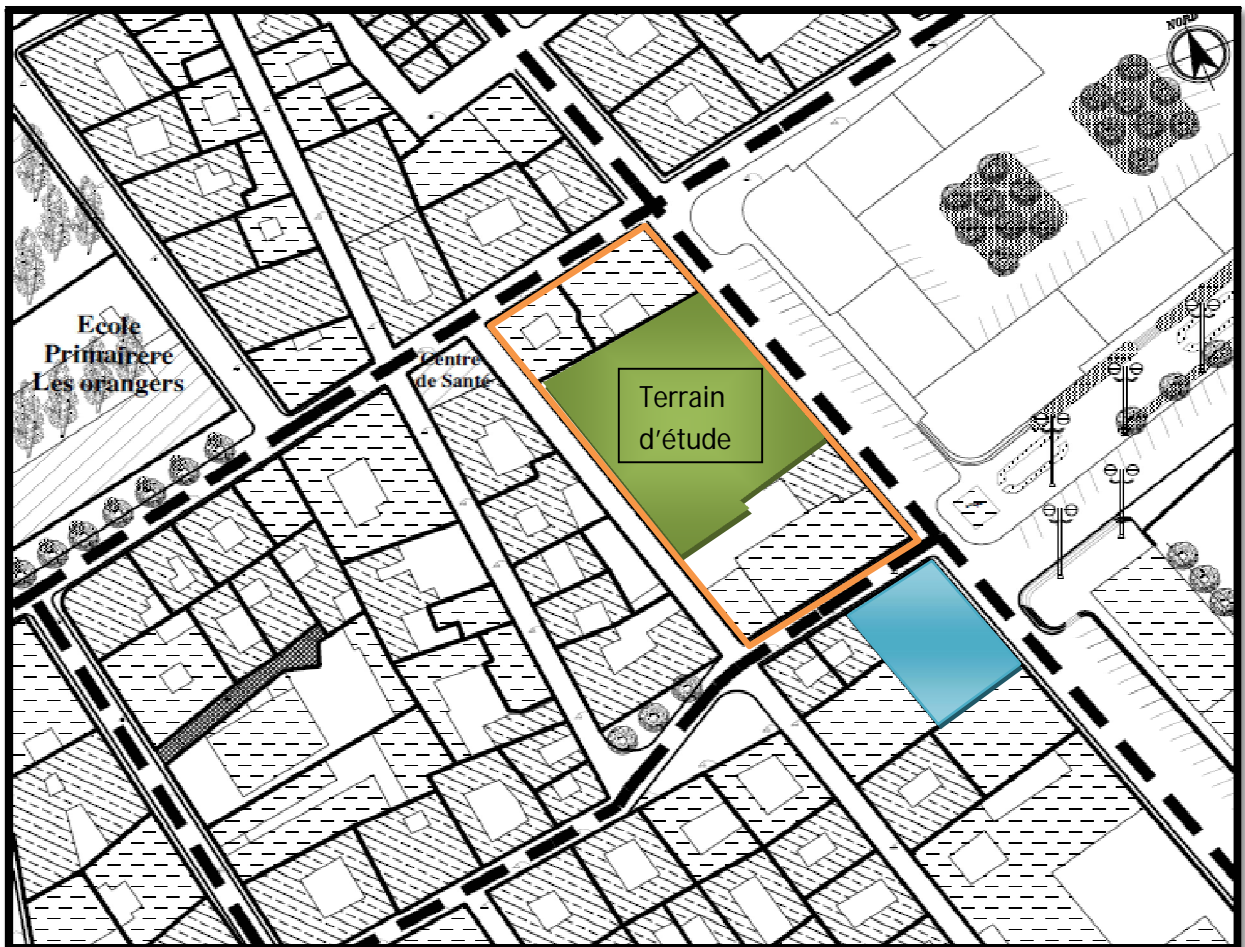 NORD
Ecole
Primairere
Les orangers
Centre
de Santé
Terrain
d'étude